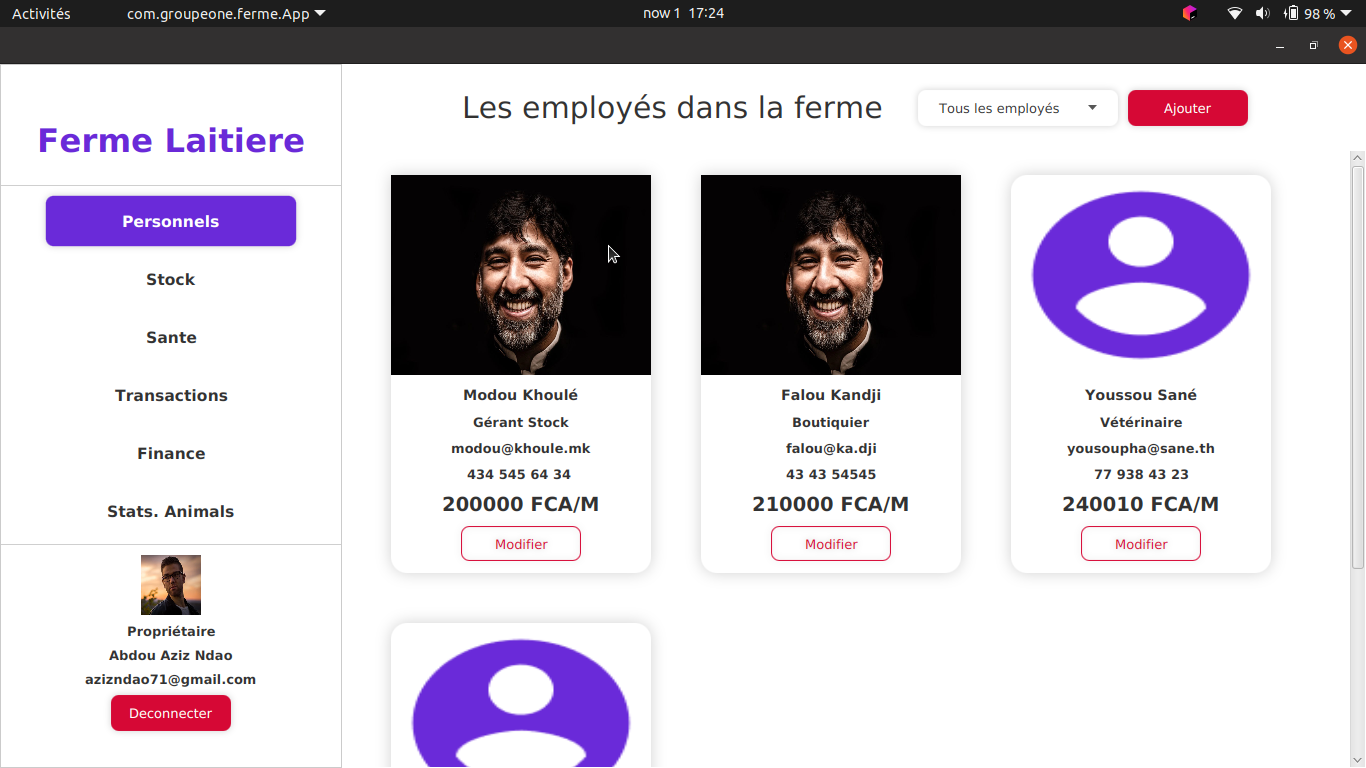 Activités
com.groupeone.ferme.App
now 1 17:24
98 %
Ferme Laitiere
Personnels
Stock
Sante
Transactions
Finance
Stats. Animals
Propriétaire
Abdou Aziz Ndao
azizndao71@gmail.com
Deconnecter
Les employés dans la ferme
Tous les employés
Ajouter
Modou Khoulé
Gérant Stock
modou@khoule.mk
434 545 64 34
200000 FCA/M
Modifier
Falou Kandji
Boutiquier
falou@ka.dji
43 43 54545
210000 FCA/M
Modifier
Youssou Sané
Vétérinaire
yousoupha@sane.th
77 938 43 23
240010 FCA/M
Modifier